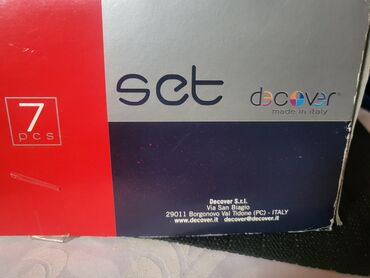 set
decover®
made in italy
7
pcs
Decover S.r.l.
Via San Biagio
29011 Borgonovo Val Tidone (PC) - ITALY
www.decover.it decover@decover.it